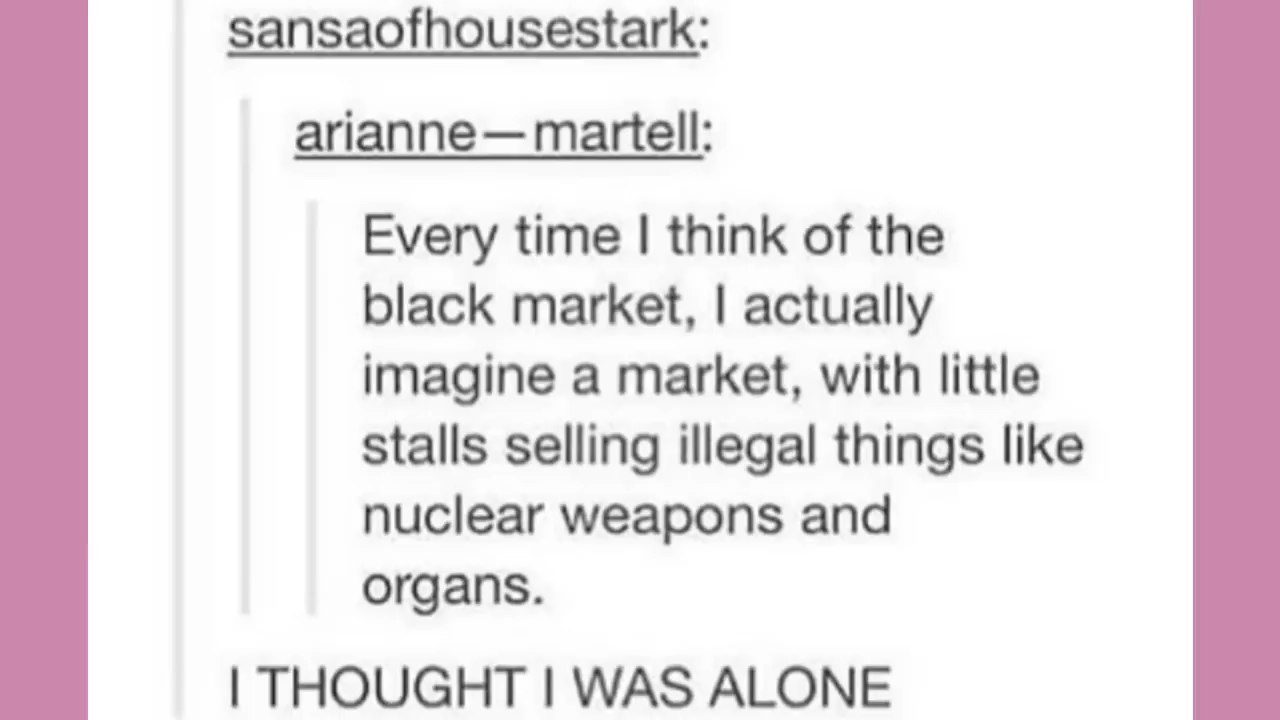 sansaofhousestark:
arianne—martell:
Every time I think of the
black market, I actually
imagine a market, with little
stalls selling illegal things like
nuclear weapons and
organs.
I THOUGHT I WAS ALONE